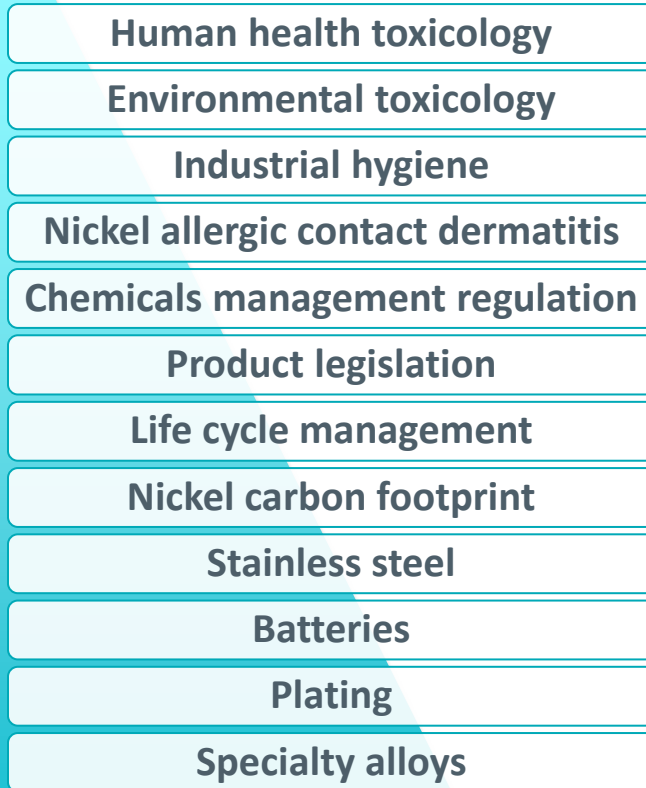 Human health toxicology
Environmental toxicology
Industrial hygiene
Nickel allergic contact dermatitis
Chemicals management regulation
Product legislation
Life cycle management
Nickel carbon footprint
Stainless steel
Batteries
Plating
Specialty alloys